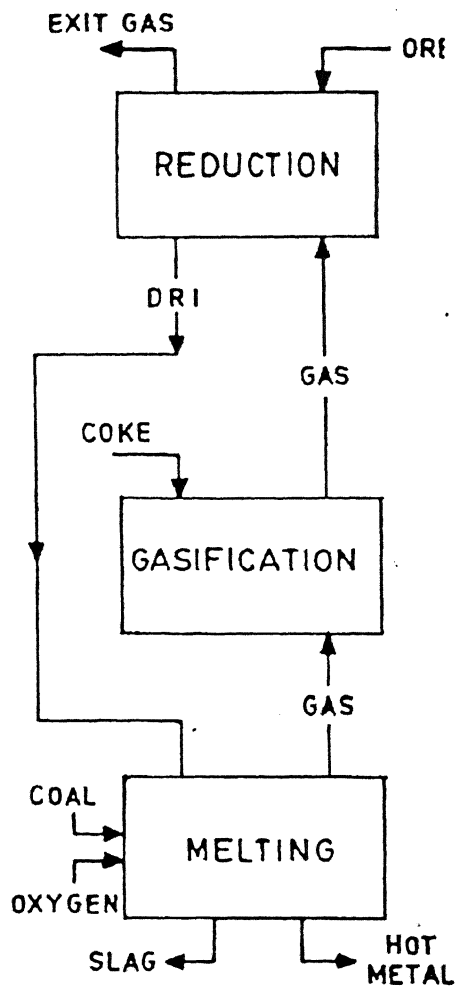 EXIT GAS
ORE
REDUCTION
DRI
GAS
COKE
GASIFICATION
GAS
COAL
MELTING
OXYGEN
SLAG
HOT
METAL